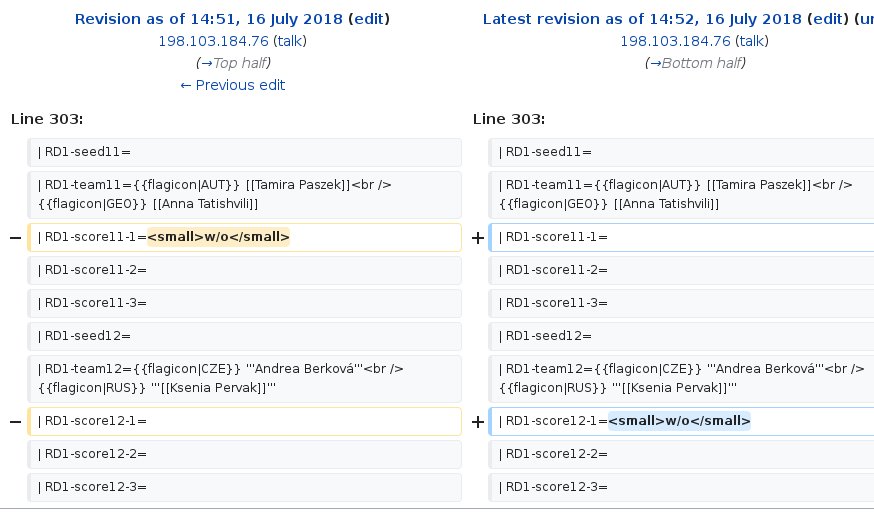 Revision as of 14:51, 16 July 2018 (edit)
198.103.184.76 (talk)
(→Top half)
← Previous edit
Latest revision as of 14:52, 16 July 2018 (edit) (ur
198.103.184.76 (talk)
(→Bottom half)
Line 303:
Line 303:
| RD1-seed11=
| RD1-seed11=
| RD1-team11={{flagicon|AUT}} [[Tamira Paszek]]<br />
{{flagicon|GEO}} [[Anna Tatishvili]]
| RD1-team11={{flagicon|AUT}} [[Tamira Paszek]]<br />
{{flagicon|GEO}} [[Anna Tatishvili]]
− | RD1-score11-1=<small>w/o</small>
+ | RD1-score11-1=
| RD1-score11-2=
| RD1-score11-2=
| RD1-score11-3=
| RD1-score11-3=
| RD1-seed12=
| RD1-seed12=
| RD1-team12={{flagicon|CZE}} '''Andrea Berková'''<br />
{{flagicon|RUS}} '''[[Ksenia Pervak]]'''
| RD1-team12={{flagicon|CZE}} '''Andrea Berková'''<br />
{{flagicon|RUS}} '''[[Ksenia Pervak]]'''
− | RD1-score12-1=
+ | RD1-score12-1=<small>w/o</small>
| RD1-score12-2=
| RD1-score12-2=
| RD1-score12-3=
| RD1-score12-3=